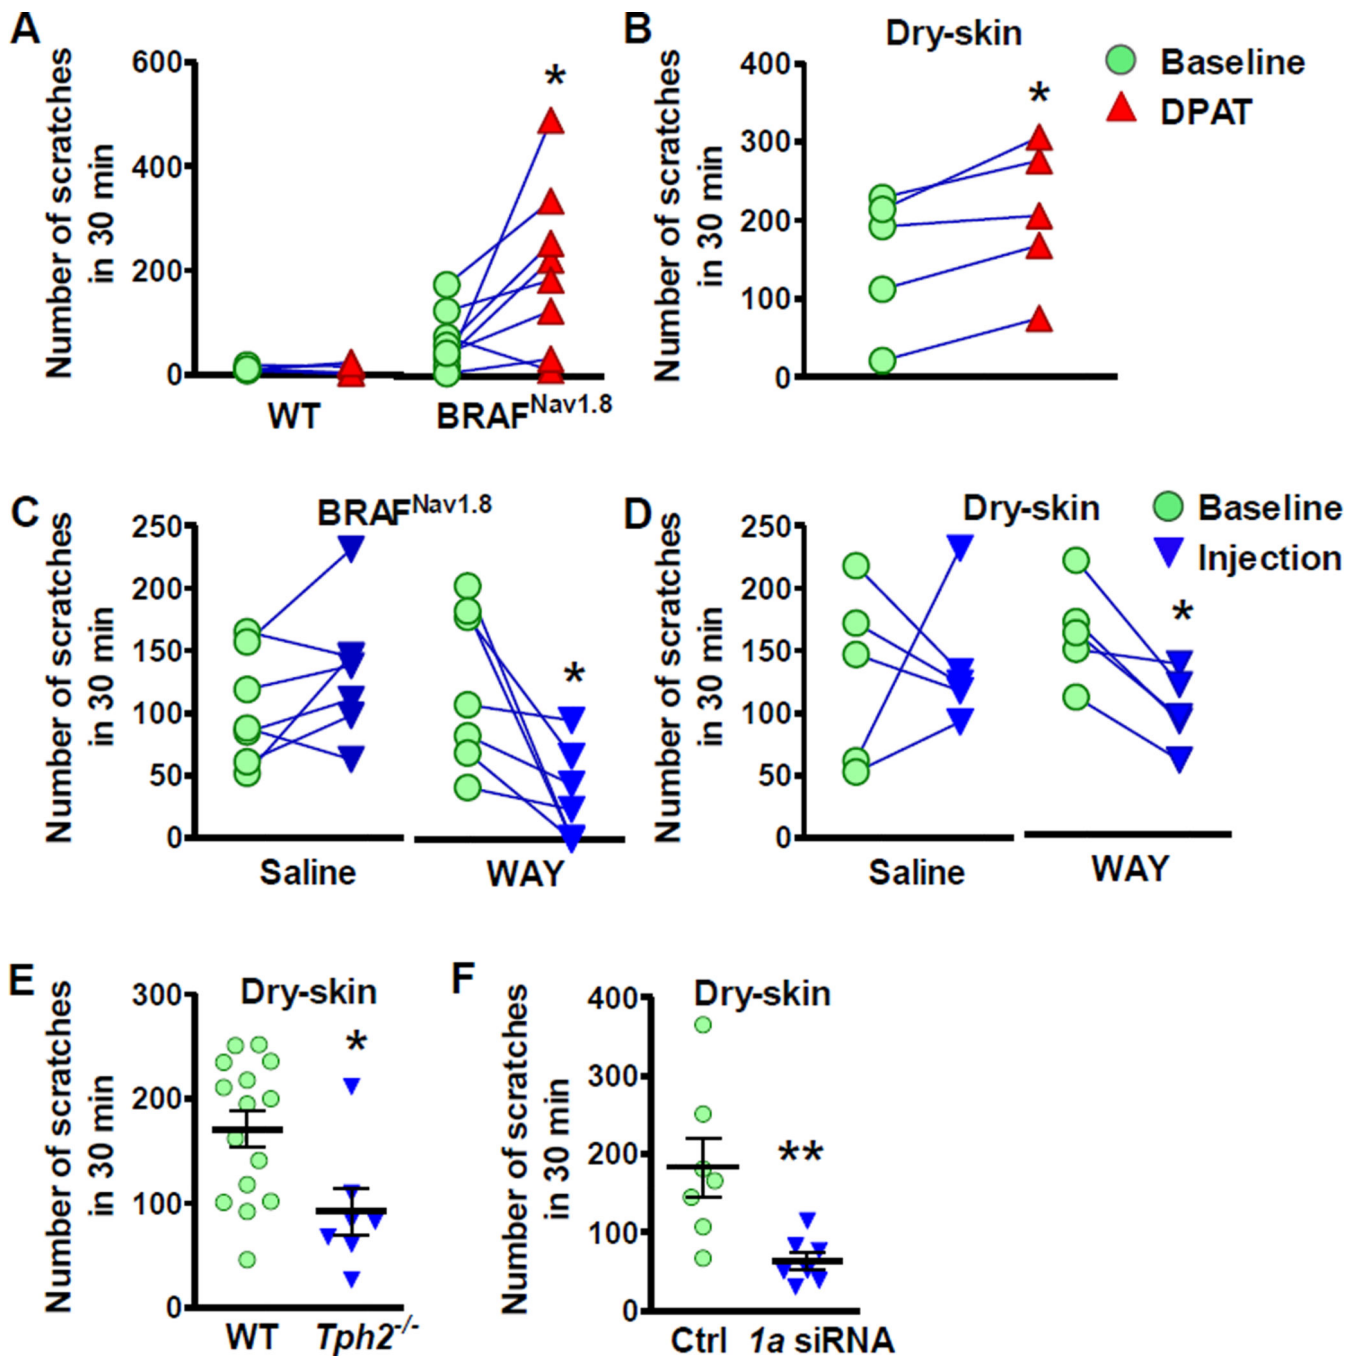 A
Number of scratches
in 30 min
600
400
200
0
*
WT
BRAF^Nav1.8
B
Dry-skin
Number of scratches
in 30 min
400
300
200
100
0
*
Baseline
DPAT
C
BRAF^Nav1.8
Number of scratches
in 30 min
250
200
150
100
50
0
*
Saline
WAY
D
Dry-skin
Number of scratches
in 30 min
250
200
150
100
50
0
*
Baseline
Injection
Saline
WAY
E
Dry-skin
Number of scratches
in 30 min
300
200
100
0
*
WT
Tph2^-/-
F
Dry-skin
Number of scratches
in 30 min
400
300
200
100
0
**
Ctrl
1a siRNA